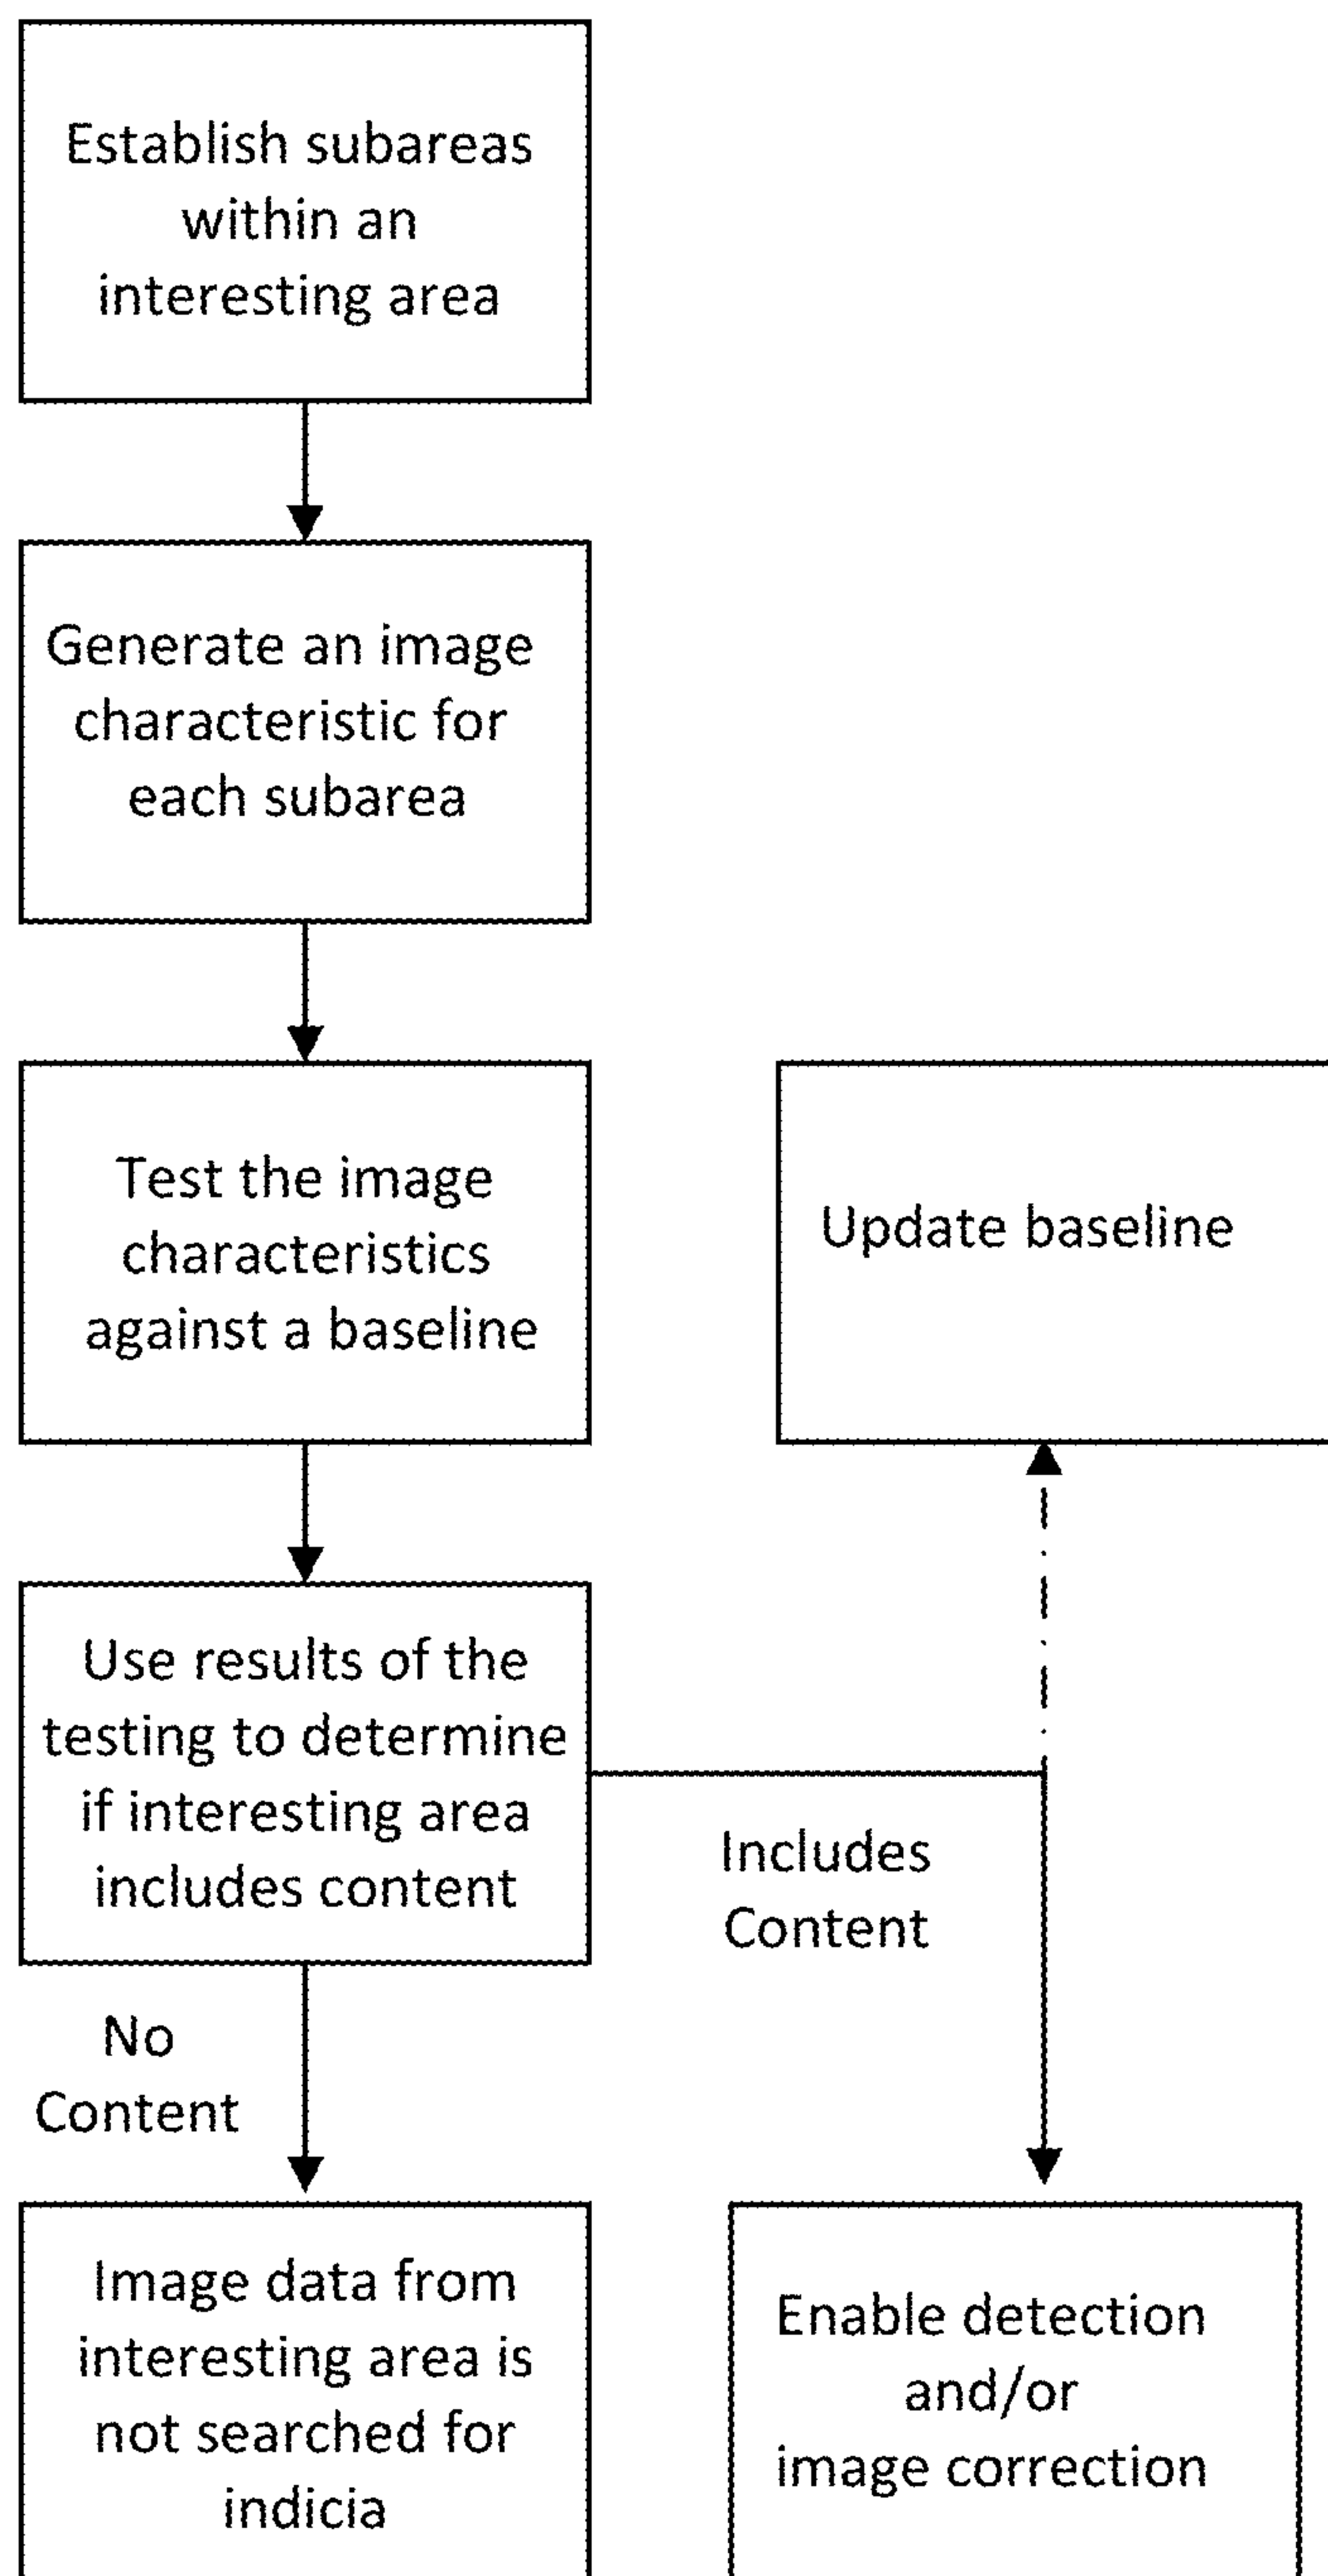 Establish subareas
within an
interesting area
Generate an image
characteristic for
each subarea
Test the image
characteristics
against a baseline
Update baseline
Use results of the
testing to determine
if interesting area
includes content
Includes
Content
No
Content
Image data from
interesting area is
not searched for
indicia
Enable detection
and/or
image correction